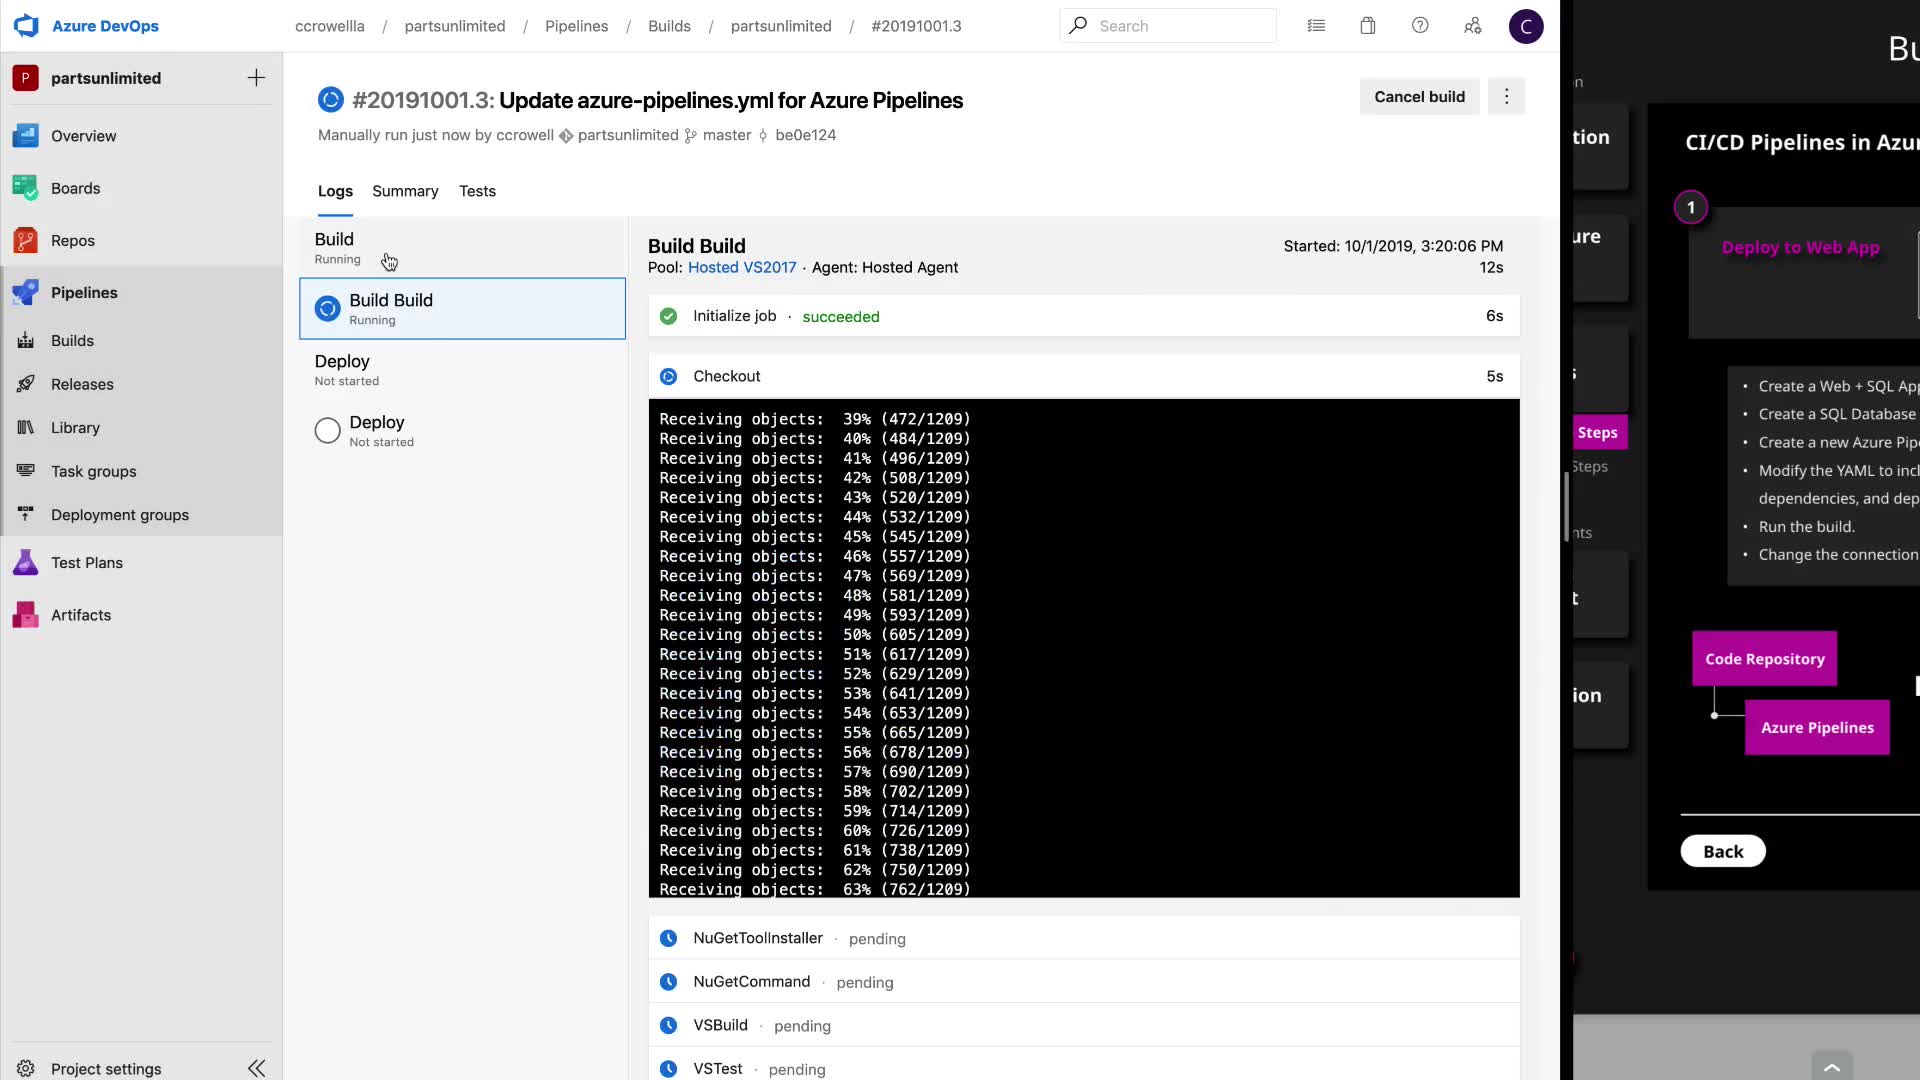 Azure DevOps
ccrowellla / partsunlimited / Pipelines / Builds / partsunlimited / #20191001.3
Search
C
P partsunlimited
Overview
Boards
Repos
Pipelines
Builds
Releases
Library
Task groups
Deployment groups
Test Plans
Artifacts
Project settings
#20191001.3: Update azure-pipelines.yml for Azure Pipelines
Manually run just now by ccrowell partsunlimited master be0e124
Cancel build
Logs Summary Tests
Build
Running
Build Build
Running
Deploy
Not started
Deploy
Not started
Build Build
Pool: Hosted VS2017 · Agent: Hosted Agent
Started: 10/1/2019, 3:20:06 PM
12s
Initialize job · succeeded 6s
Checkout 5s
Receiving objects: 39% (472/1209)
Receiving objects: 40% (484/1209)
Receiving objects: 41% (496/1209)
Receiving objects: 42% (508/1209)
Receiving objects: 43% (520/1209)
Receiving objects: 44% (532/1209)
Receiving objects: 45% (545/1209)
Receiving objects: 46% (557/1209)
Receiving objects: 47% (569/1209)
Receiving objects: 48% (581/1209)
Receiving objects: 49% (593/1209)
Receiving objects: 50% (605/1209)
Receiving objects: 51% (617/1209)
Receiving objects: 52% (629/1209)
Receiving objects: 53% (641/1209)
Receiving objects: 54% (653/1209)
Receiving objects: 55% (665/1209)
Receiving objects: 56% (678/1209)
Receiving objects: 57% (690/1209)
Receiving objects: 58% (702/1209)
Receiving objects: 59% (714/1209)
Receiving objects: 60% (726/1209)
Receiving objects: 61% (738/1209)
Receiving objects: 62% (750/1209)
Receiving objects: 63% (762/1209)
NuGetToolInstaller · pending
NuGetCommand · pending
VSBuild · pending
VSTest · pending
Bu
n
tion
ure
s
Steps
Steps
nts
t
ion
CI/CD Pipelines in Azur
1
Deploy to Web App
• Create a Web + SQL App
• Create a SQL Database
• Create a new Azure Pipe
• Modify the YAML to incl
dependencies, and dep
• Run the build.
• Change the connection
Code Repository
Azure Pipelines
Back